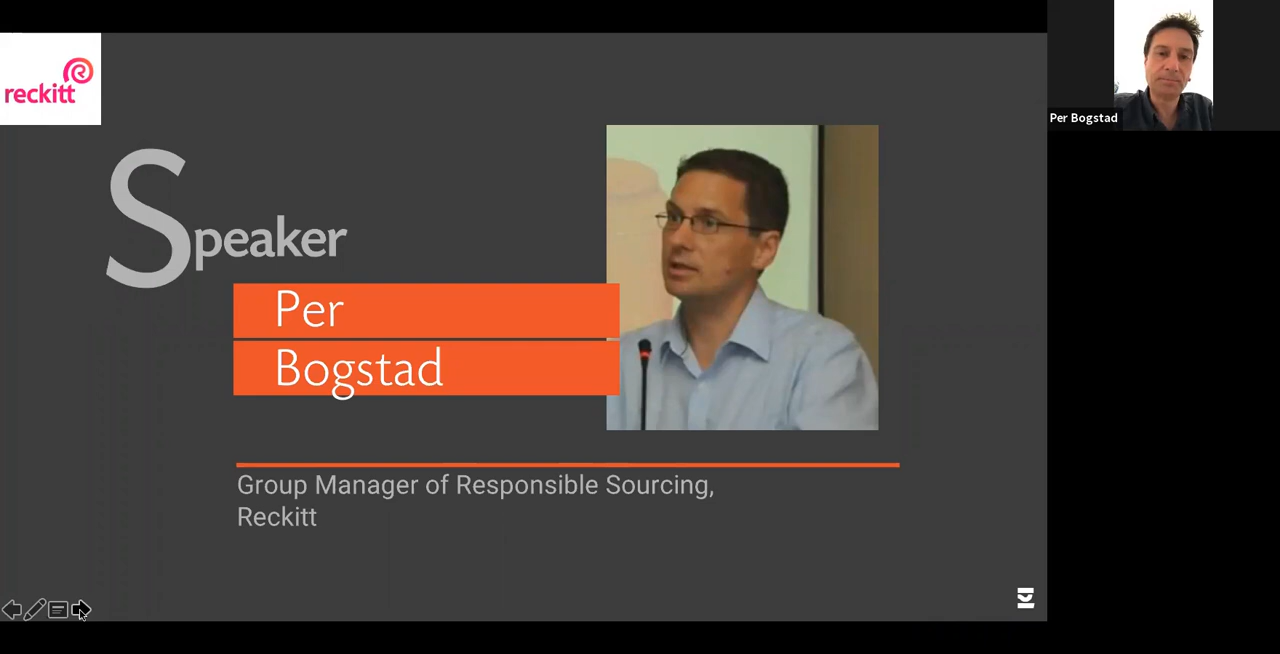 reckitt
Speaker
Per
Bogstad
Group Manager of Responsible Sourcing,
Reckitt
Per Bogstad